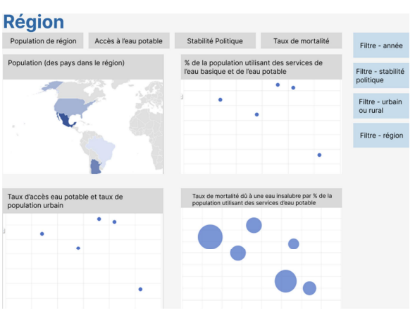 Région
Population de région
Accès à l'eau potable
Stabilité Politique
Taux de mortalité
Filtre - année
Filtre - stabilité
politique
Filtre - urbain
ou rural
Filtre - région
Population (des pays dans le région)
% de la population utilisant des services de
l'eau basique et de l'eau potable
Taux d'accès eau potable et taux de
population urbain
Taux de mortalité dû à une eau insalubre par % de la
population utilisant des services d'eau potable